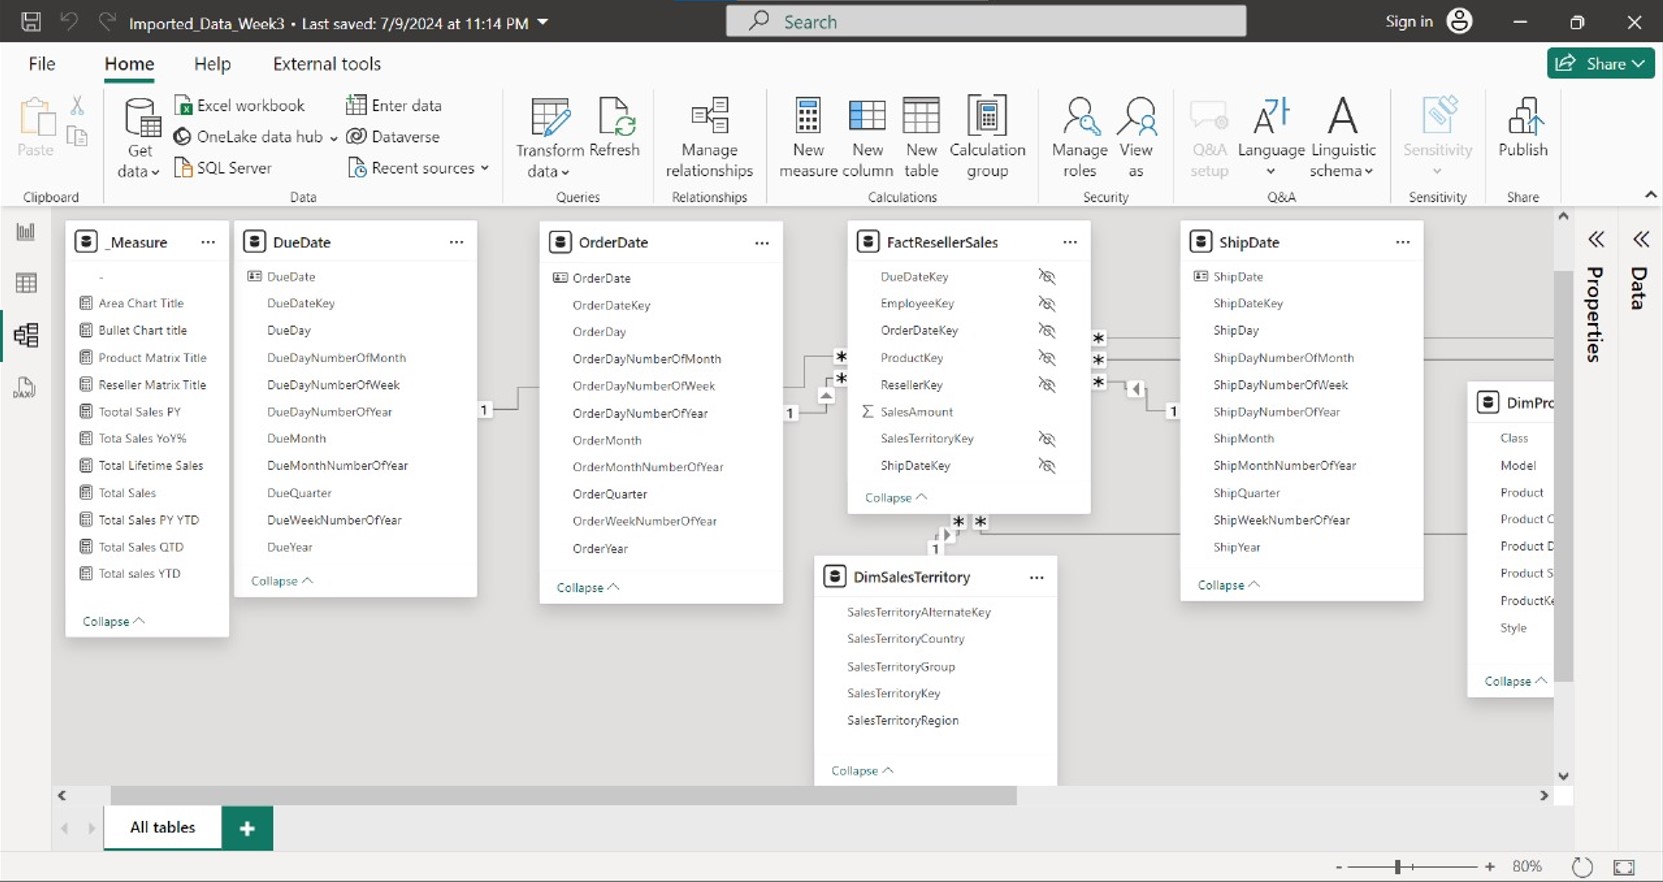 Imported_Data_Week3 • Last saved: 7/9/2024 at 11:14 PM
Search
Sign in
File
Home
Help
External tools
Share
Paste
Clipboard
Get data
Excel workbook
OneLake data hub
SQL Server
Enter data
Dataverse
Recent sources
Data
Transform data
Refresh
Queries
Manage relationships
Relationships
New measure
New column
New table
Calculation group
Calculations
Manage roles
View as
Security
Q&A setup
Language
Linguistic schema
Q&A
Sensitivity
Sensitivity
Publish
Share
_Measure
-
Area Chart Title
Bullet Chart title
Product Matrix Title
Reseller Matrix Title
Tootal Sales PY
Tota Sales YoY%
Total Lifetime Sales
Total Sales
Total Sales PY YTD
Total Sales QTD
Total sales YTD
Collapse
DueDate
DueDate
DueDateKey
DueDay
DueDayNumberOfMonth
DueDayNumberOfWeek
DueDayNumberOfYear
DueMonth
DueMonthNumberOfYear
DueQuarter
DueWeekNumberOfYear
DueYear
Collapse
1
OrderDate
OrderDate
OrderDateKey
OrderDay
OrderDayNumberOfMonth
OrderDayNumberOfWeek
OrderDayNumberOfYear
OrderMonth
OrderMonthNumberOfYear
OrderQuarter
OrderWeekNumberOfYear
OrderYear
Collapse
1
*
*
FactResellerSales
DueDateKey
EmployeeKey
OrderDateKey
ProductKey
ResellerKey
Σ SalesAmount
SalesTerritoryKey
ShipDateKey
Collapse
*
*
*
1
* *
1
DimSalesTerritory
SalesTerritoryAlternateKey
SalesTerritoryCountry
SalesTerritoryGroup
SalesTerritoryKey
SalesTerritoryRegion
Collapse
ShipDate
ShipDate
ShipDateKey
ShipDay
ShipDayNumberOfMonth
ShipDayNumberOfWeek
ShipDayNumberOfYear
ShipMonth
ShipMonthNumberOfYear
ShipQuarter
ShipWeekNumberOfYear
ShipYear
Collapse
DimPro
Class
Model
Product
Product C
Product D
Product S
ProductKe
Style
Collapse
Properties
Data
DAX
All tables
+
- + 80%